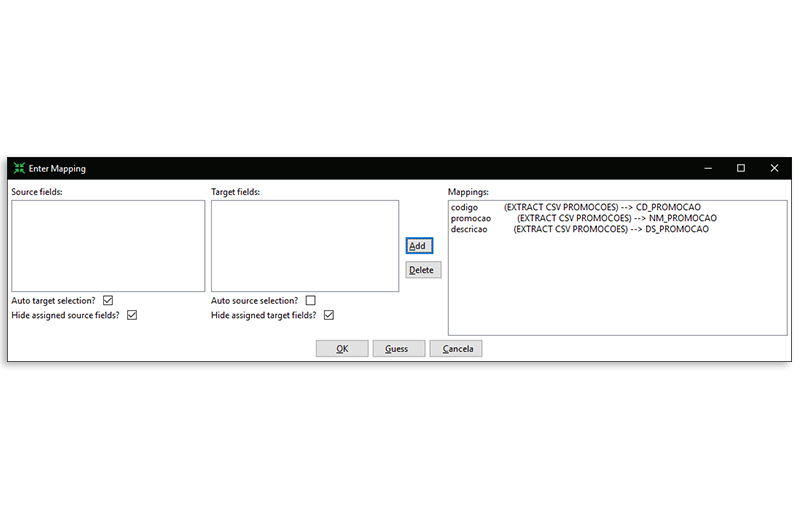 Enter Mapping
Source fields:
Target fields:
Mappings:
codigo (EXTRACT CSV PROMOCOES) --> CD_PROMOCAO
promocao (EXTRACT CSV PROMOCOES) --> NM_PROMOCAO
descricao (EXTRACT CSV PROMOCOES) --> DS_PROMOCAO
Add
Delete
Auto target selection?
Auto source selection?
Hide assigned source fields?
Hide assigned target fields?
OK
Guess
Cancela